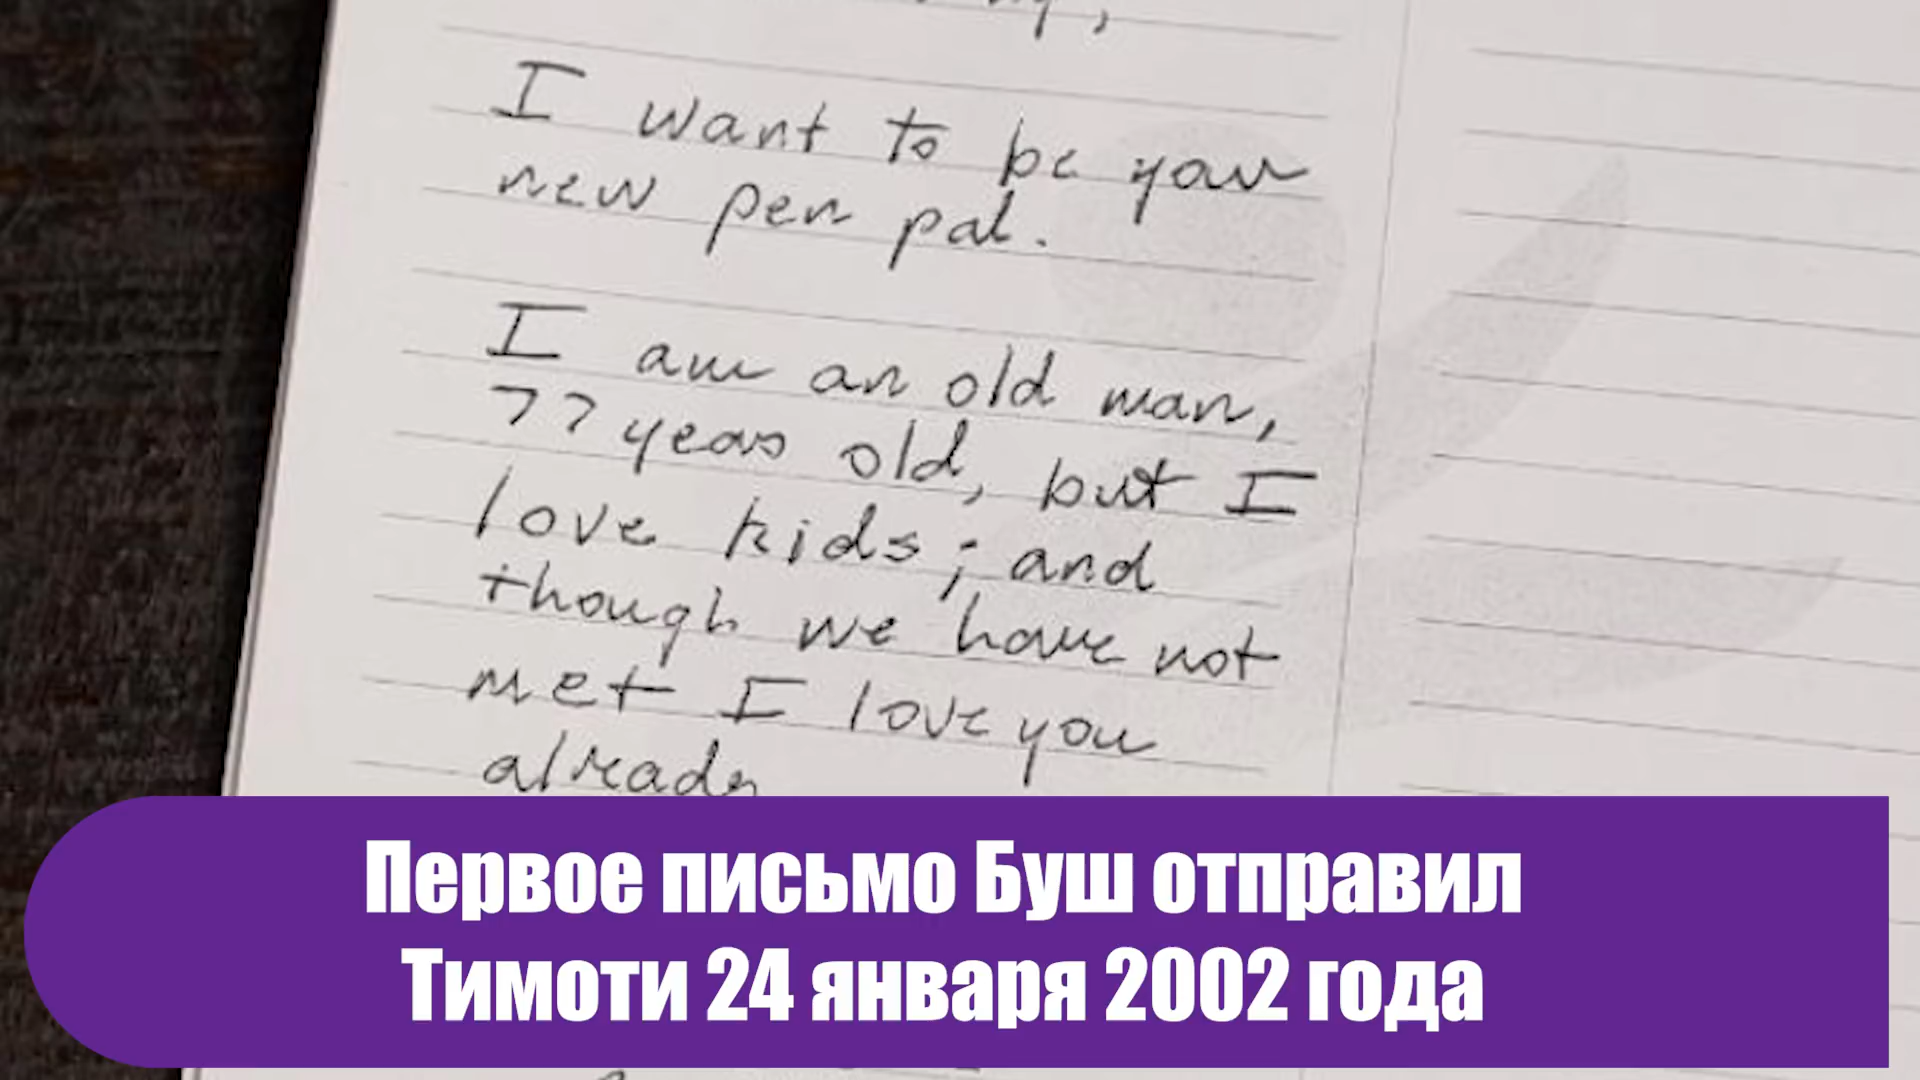 I want to be your
new pen pal.
I am an old man,
77 years old, but I
love kids; and
though we have not
met I love you
already
Первое письмо Буш отправил
Тимоти 24 января 2002 года